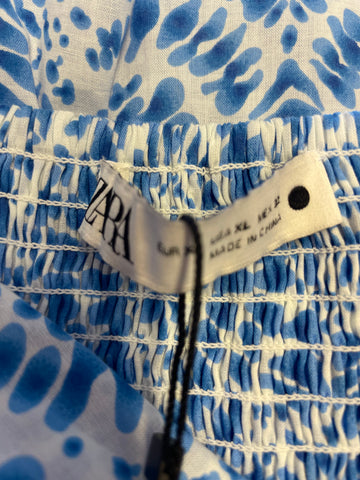 ZARA
EUR XL USA XL MEX 32
MADE IN CHINA